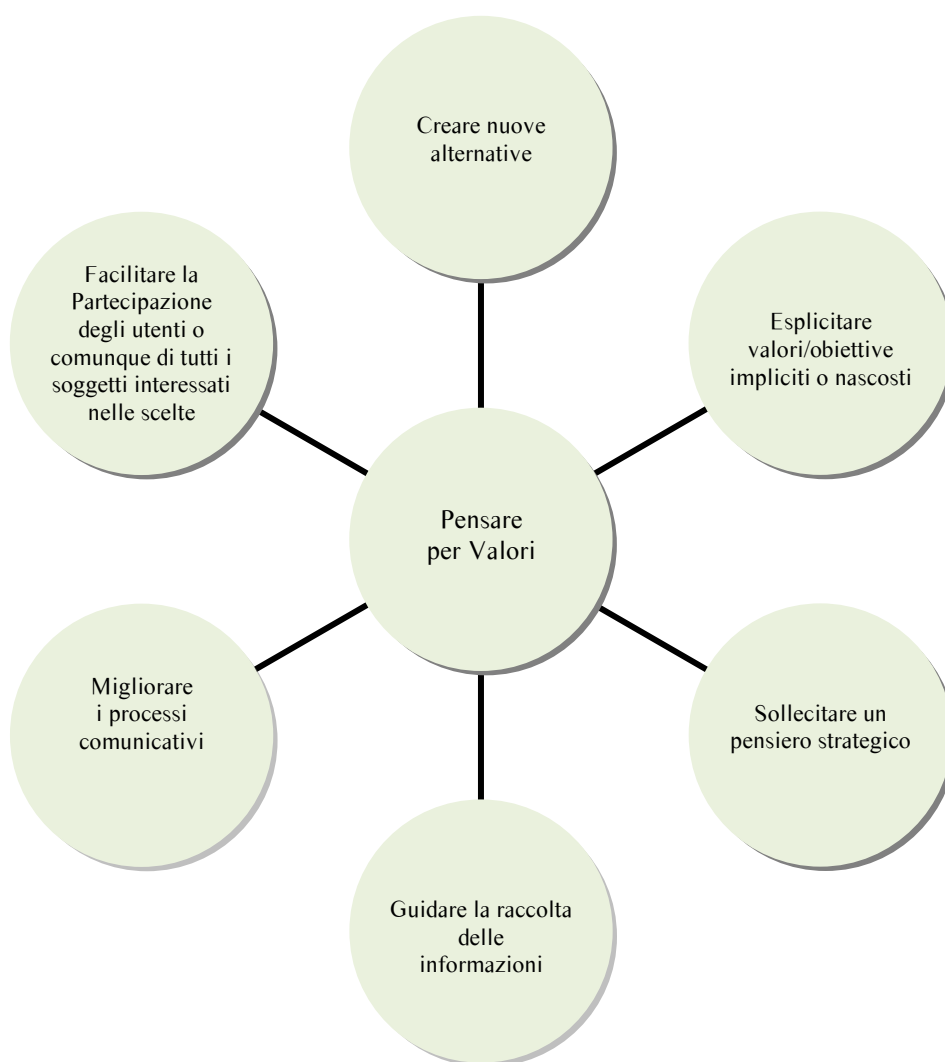 Creare nuove
alternative
Facilitare la
Partecipazione
degli utenti o
comunque di tutti i
soggetti interessati
nelle scelte
Esplicitare
valori/obiettive
impliciti o nascosti
Pensare
per Valori
Migliorare
i processi
comunicativi
Sollecitare un
pensiero strategico
Guidare la raccolta
delle
informazioni